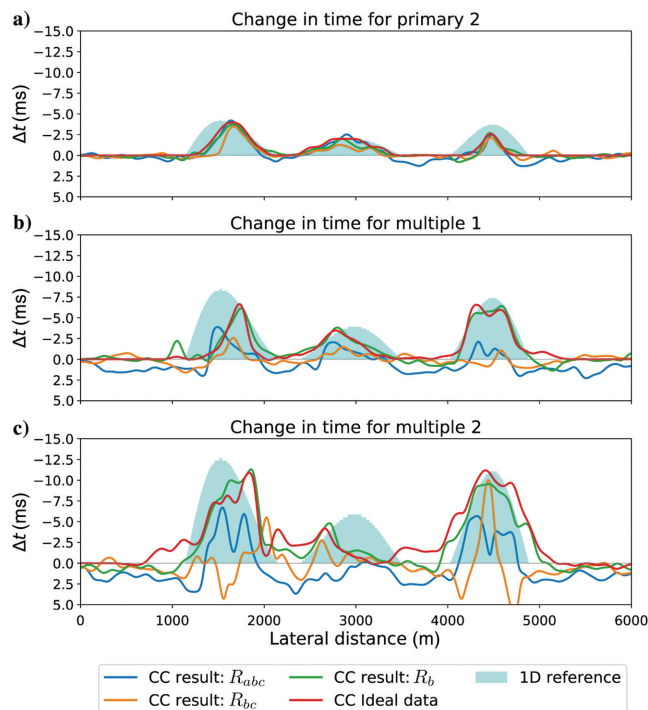 a) Change in time for primary 2
−15.0
−12.5
−10.0
−7.5
−5.0
−2.5
0.0
2.5
5.0
Δt (ms)
b) Change in time for multiple 1
−15.0
−12.5
−10.0
−7.5
−5.0
−2.5
0.0
2.5
5.0
Δt (ms)
c) Change in time for multiple 2
−15.0
−12.5
−10.0
−7.5
−5.0
−2.5
0.0
2.5
5.0
Δt (ms)
0 1000 2000 3000 4000 5000 6000
Lateral distance (m)
CC result: R_abc CC result: R_b 1D reference
CC result: R_bc CC Ideal data